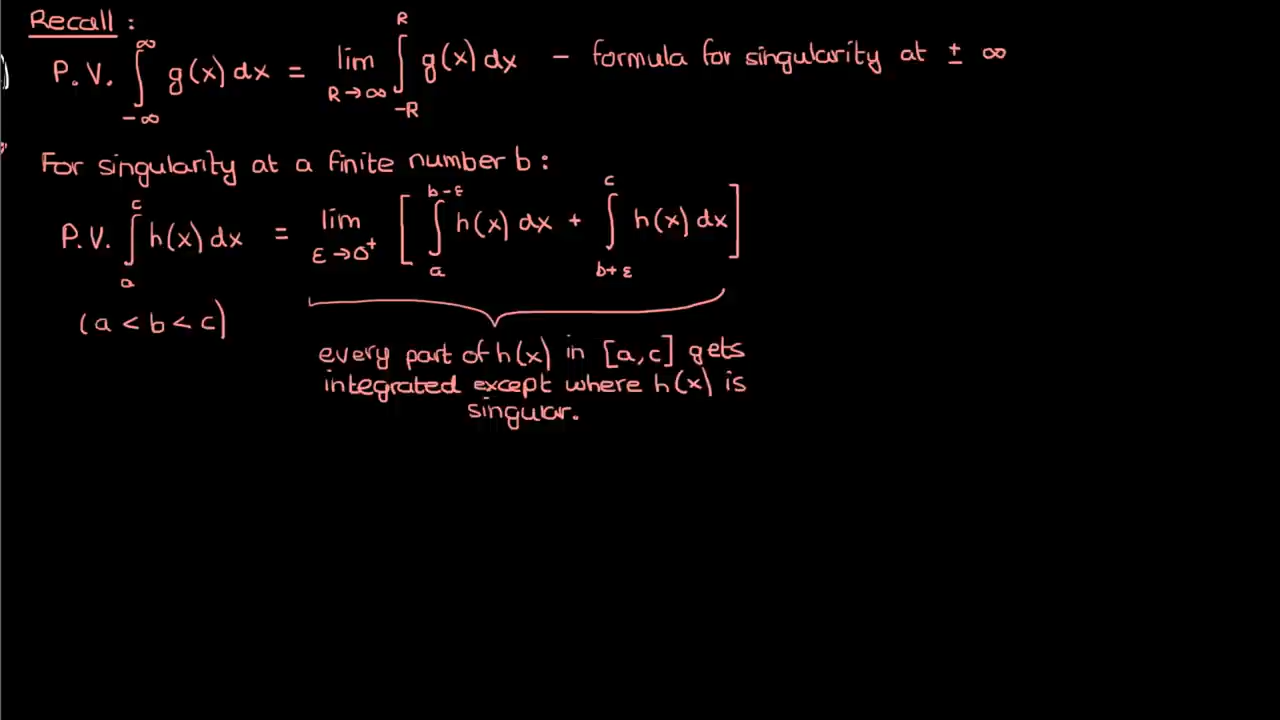 Recall :
P. V. ∫_{-∞}^{∞} g(x) dx = lim_{R→∞} ∫_{-R}^{R} g(x) dx – formula for singularity at ± ∞
For singularity at a finite number b :
P.V. ∫_{a}^{c} h(x) dx = lim_{ε→0⁺} [ ∫_{a}^{b-ε} h(x) dx + ∫_{b+ε}^{c} h(x) dx ]
(a < b < c)
every part of h(x) in [a,c] gets
integrated except where h(x) is
singular.